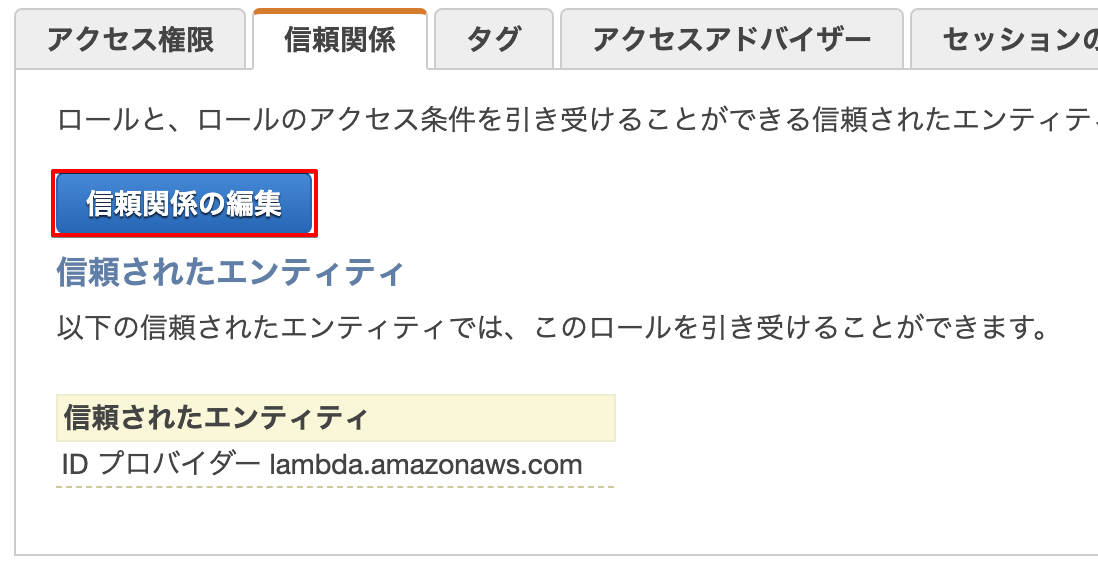 アクセス権限 信頼関係 タグ アクセスアドバイザー セッションの
ロールと、ロールのアクセス条件を引き受けることができる信頼されたエンティテ
信頼関係の編集
信頼されたエンティティ
以下の信頼されたエンティティでは、このロールを引き受けることができます。
信頼されたエンティティ
ID プロバイダー lambda.amazonaws.com